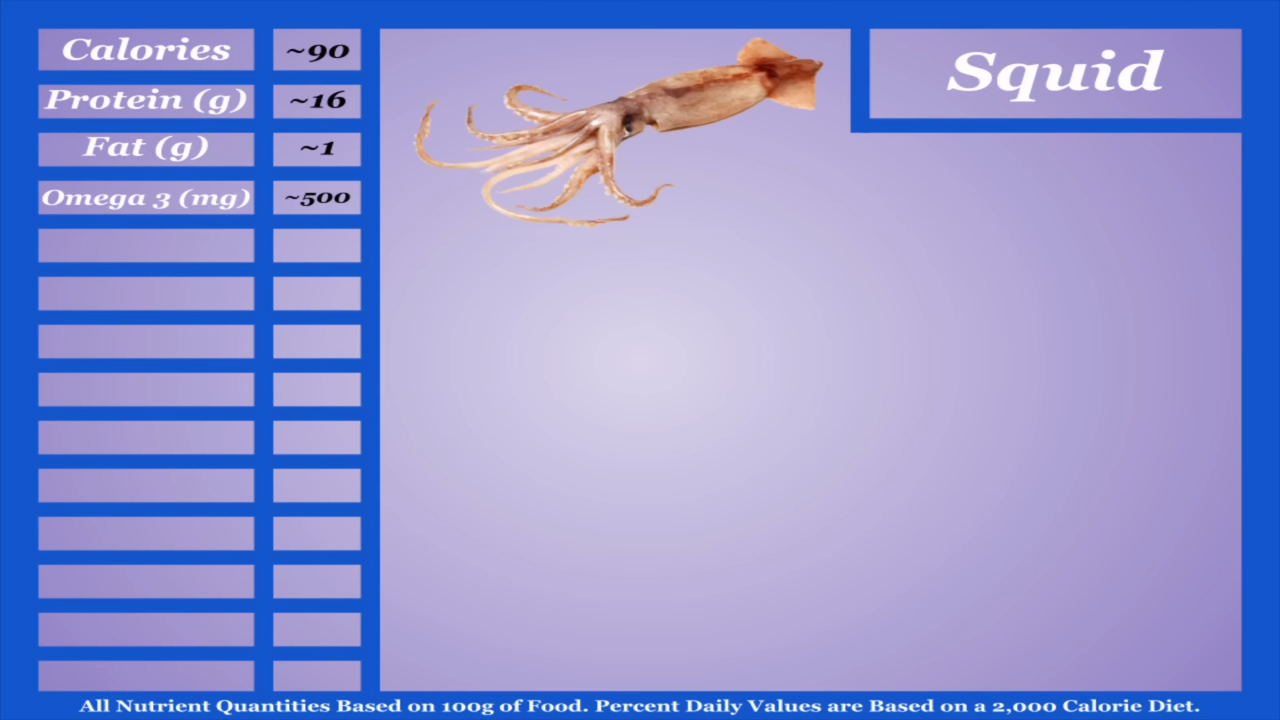 Calories ~90
Squid
Protein (g) ~16
Fat (g) ~1
Omega 3 (mg) ~500
All Nutrient Quantities Based on 100g of Food. Percent Daily Values are Based on a 2,000 Calorie Diet.